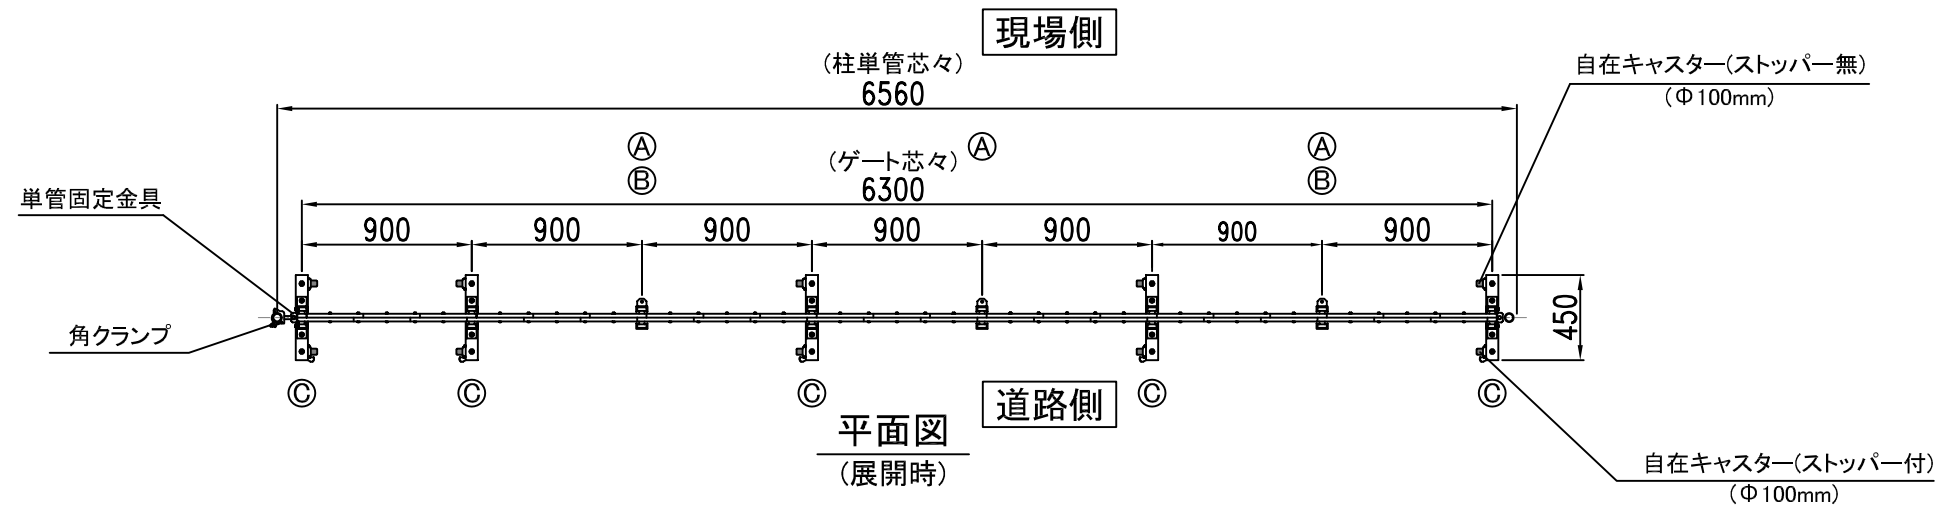 現場側
(柱単管芯々)
6560
自在キャスター(ストッパー無)
(Φ100mm)
Ⓐ Ⓐ Ⓐ
(ゲート芯々)
Ⓑ Ⓑ
6300
単管固定金具
900 900 900 900 900 900 900
450
角クランプ
Ⓒ Ⓒ Ⓒ Ⓒ Ⓒ
道路側
平面図
(展開時)
自在キャスター(ストッパー付)
(Φ100mm)